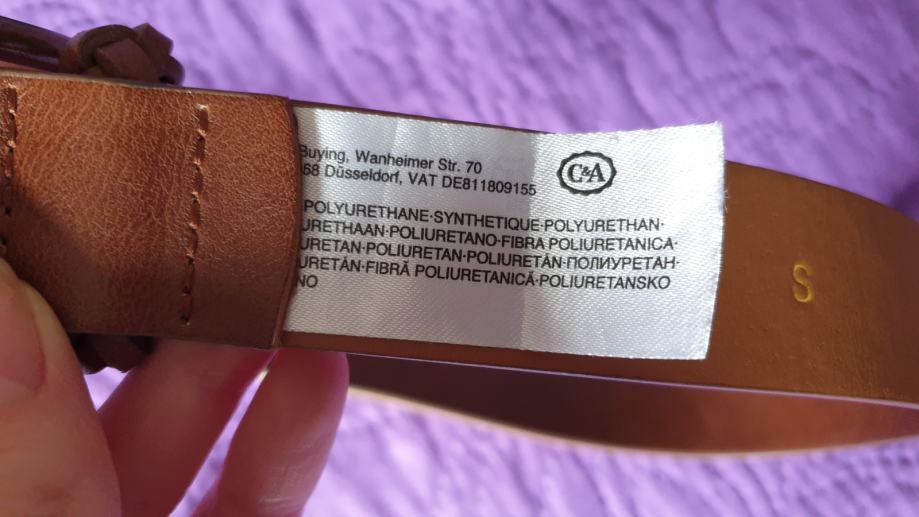 Buying, Wanheimer Str. 70
68 Düsseldorf, VAT DE811809155
C&A
POLYURETHANE·SYNTHETIQUE·POLYURETHAN·
URETHAAN·POLIURETANO·FIBRA POLIURETANICA·
URETAN·POLIURETAN·POLIURETÁN·ПОЛИУРЕТАН·
URETÁN·FIBRĂ POLIURETANICĂ·POLIURETANSKO
NO
S